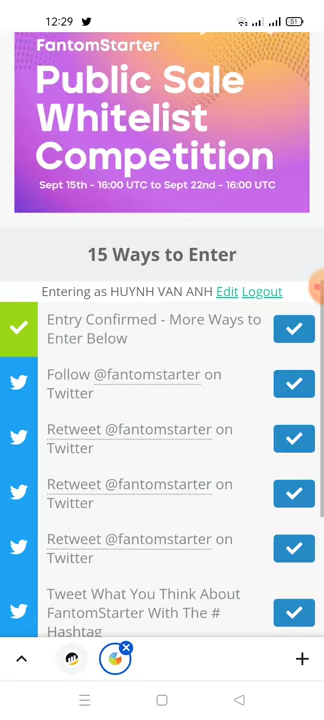 12:29
51
FantomStarter
Public Sale
Whitelist
Competition
Sept 15th - 16:00 UTC to Sept 22nd - 16:00 UTC
15 Ways to Enter
Entering as HUYNH VAN ANH Edit Logout
Entry Confirmed - More Ways to
Enter Below
Follow @fantomstarter on
Twitter
Retweet @fantomstarter on
Twitter
Retweet @fantomstarter on
Twitter
Retweet @fantomstarter on
Twitter
Tweet What You Think About
FantomStarter With The #
Hashtag